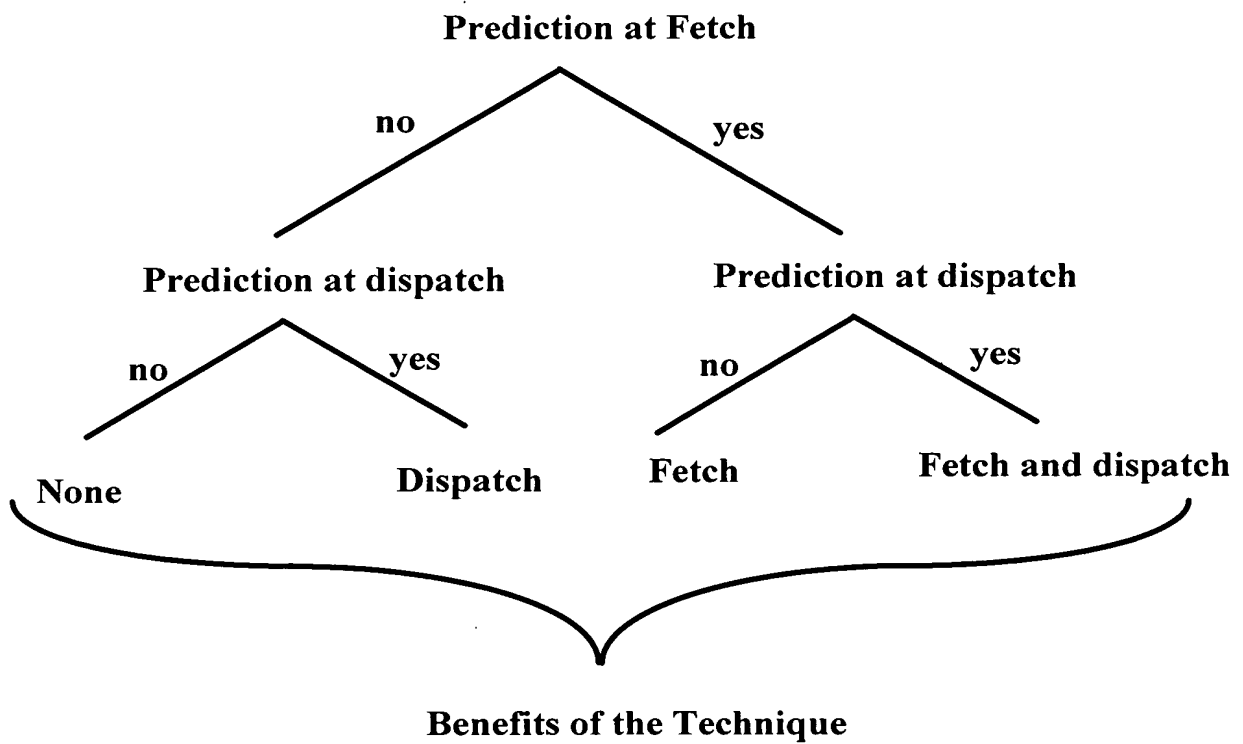 Prediction at Fetch
no
yes
Prediction at dispatch
Prediction at dispatch
no
yes
no
yes
None
Dispatch
Fetch
Fetch and dispatch
Benefits of the Technique